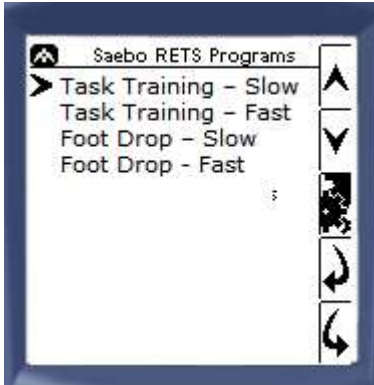 Saebo RETS Programs
Task Training – Slow
Task Training – Fast
Foot Drop – Slow
Foot Drop - Fast
s